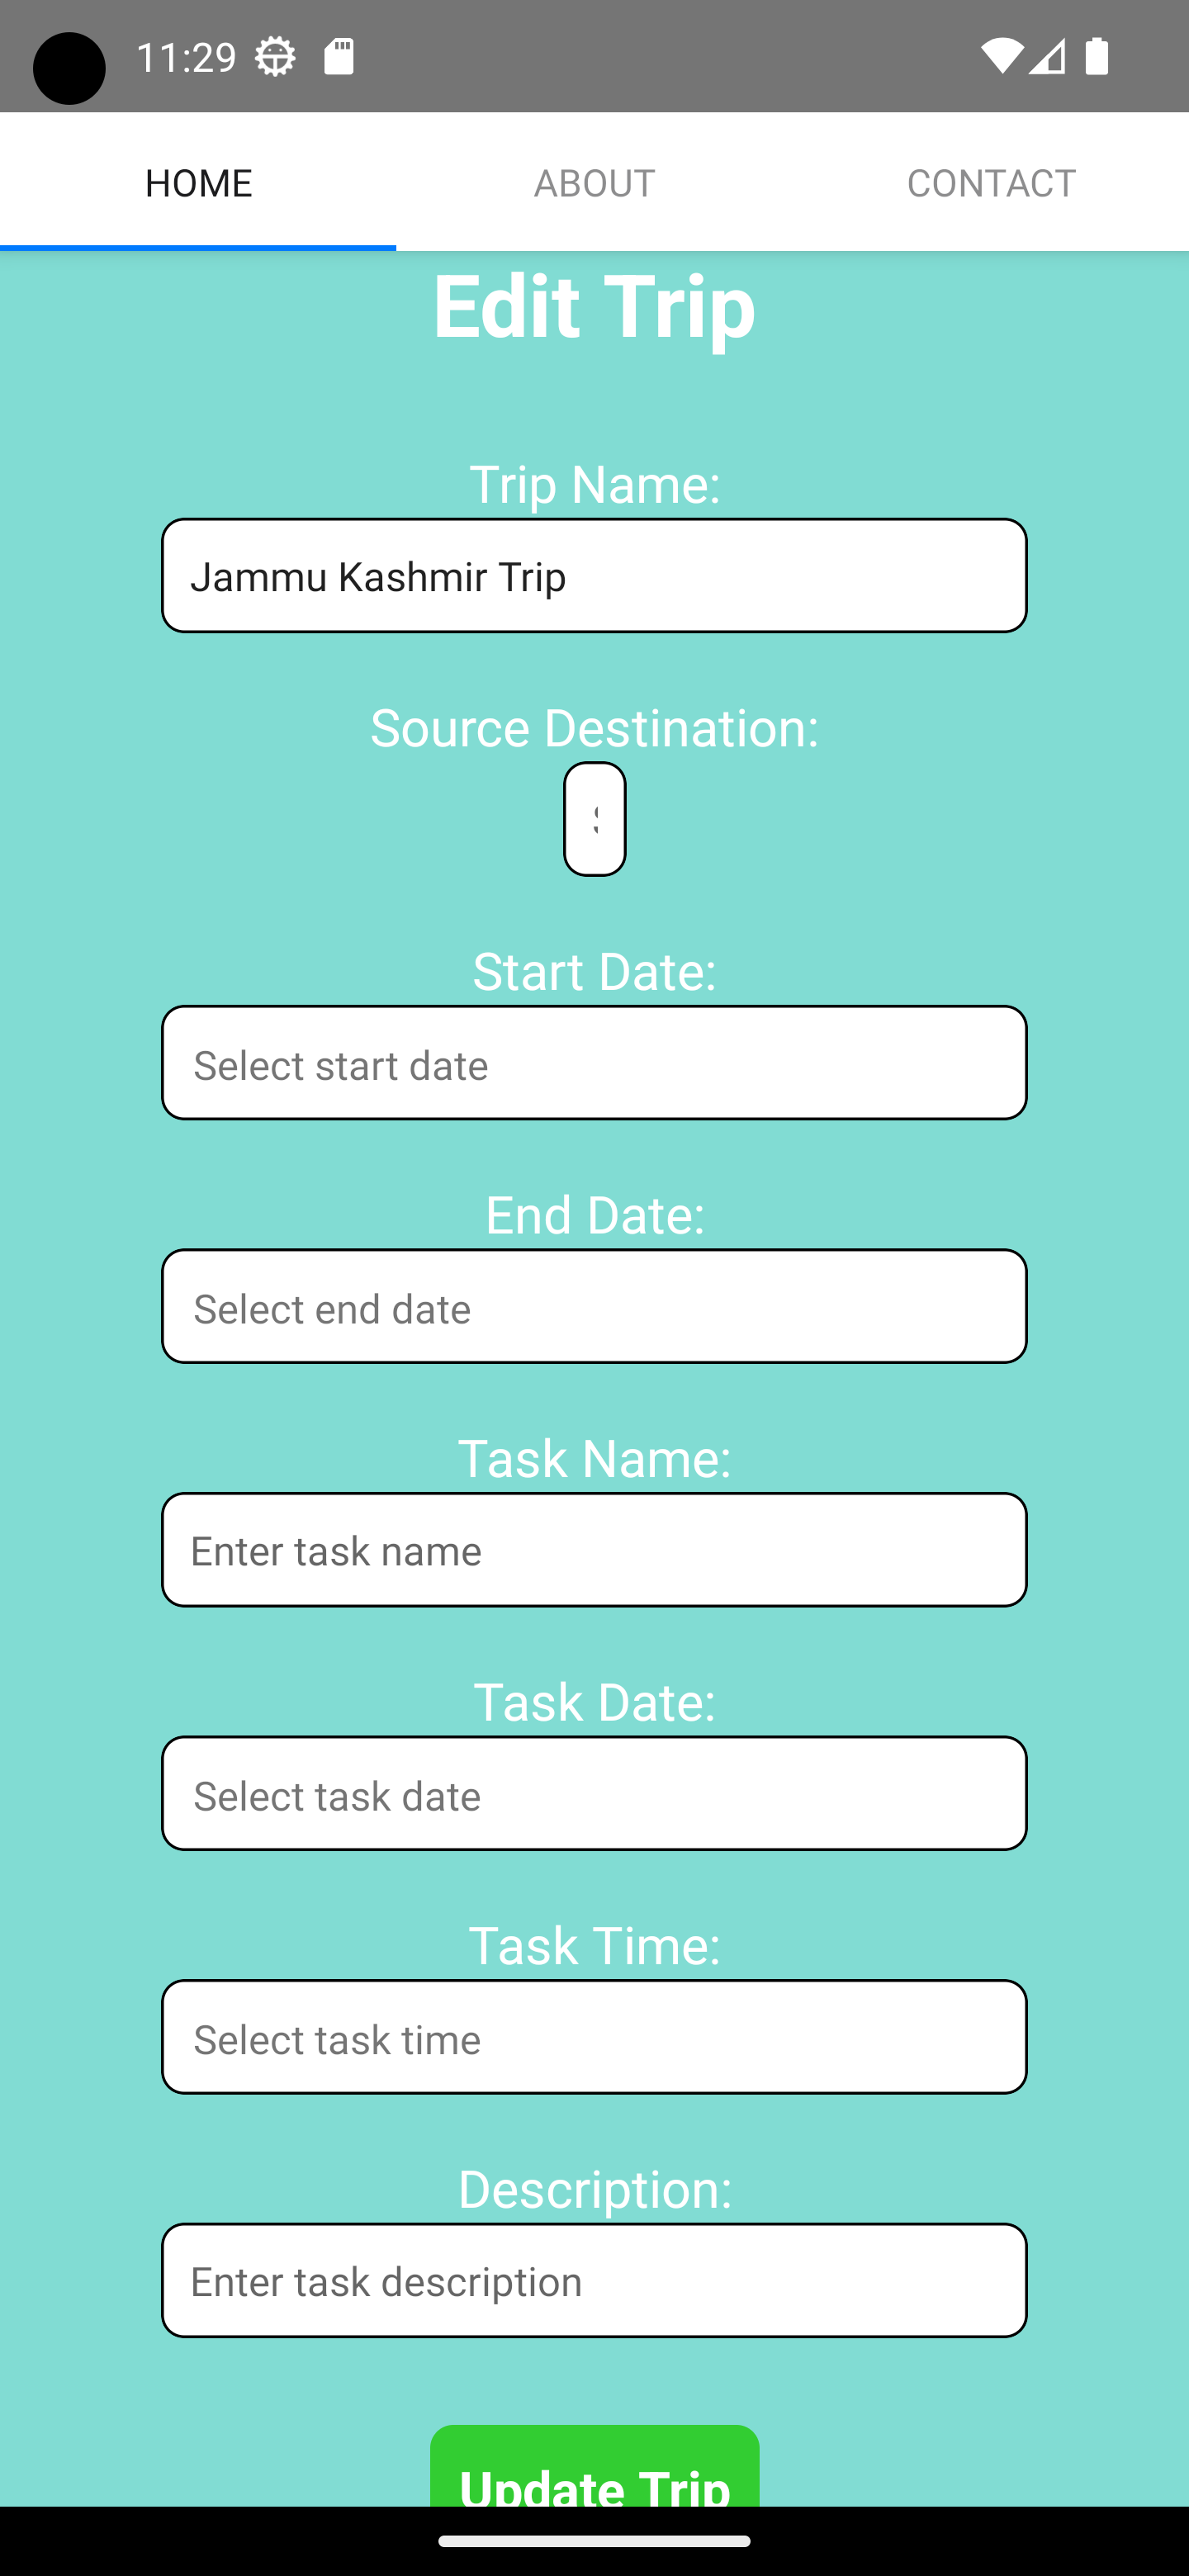 11:29
HOME ABOUT CONTACT
Edit Trip
Trip Name:
Jammu Kashmir Trip
Source Destination:
Start Date:
Select start date
End Date:
Select end date
Task Name:
Enter task name
Task Date:
Select task date
Task Time:
Select task time
Description:
Enter task description
Update Trip